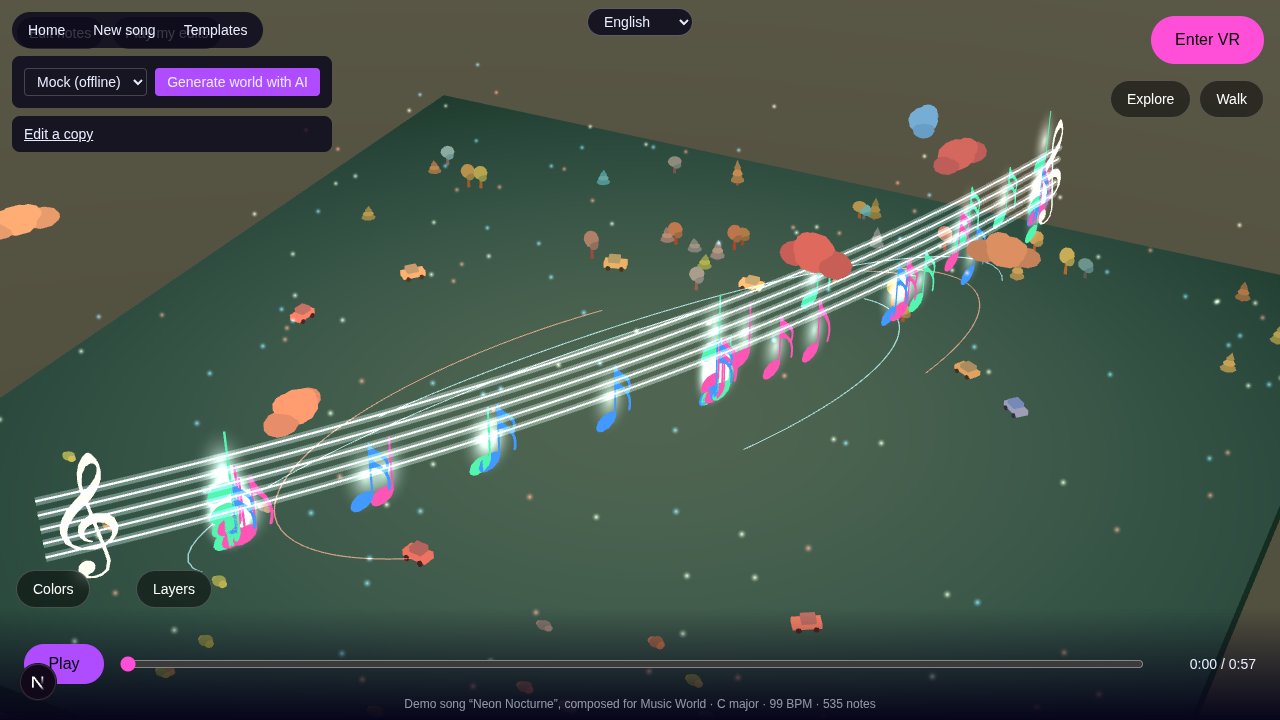 Home New song Templates
English
Enter VR
Mock (offline) Generate world with AI
Explore Walk
Edit a copy
Colors Layers
Play 0:00 / 0:57
N
Demo song “Neon Nocturne”, composed for Music World · C major · 99 BPM · 535 notes